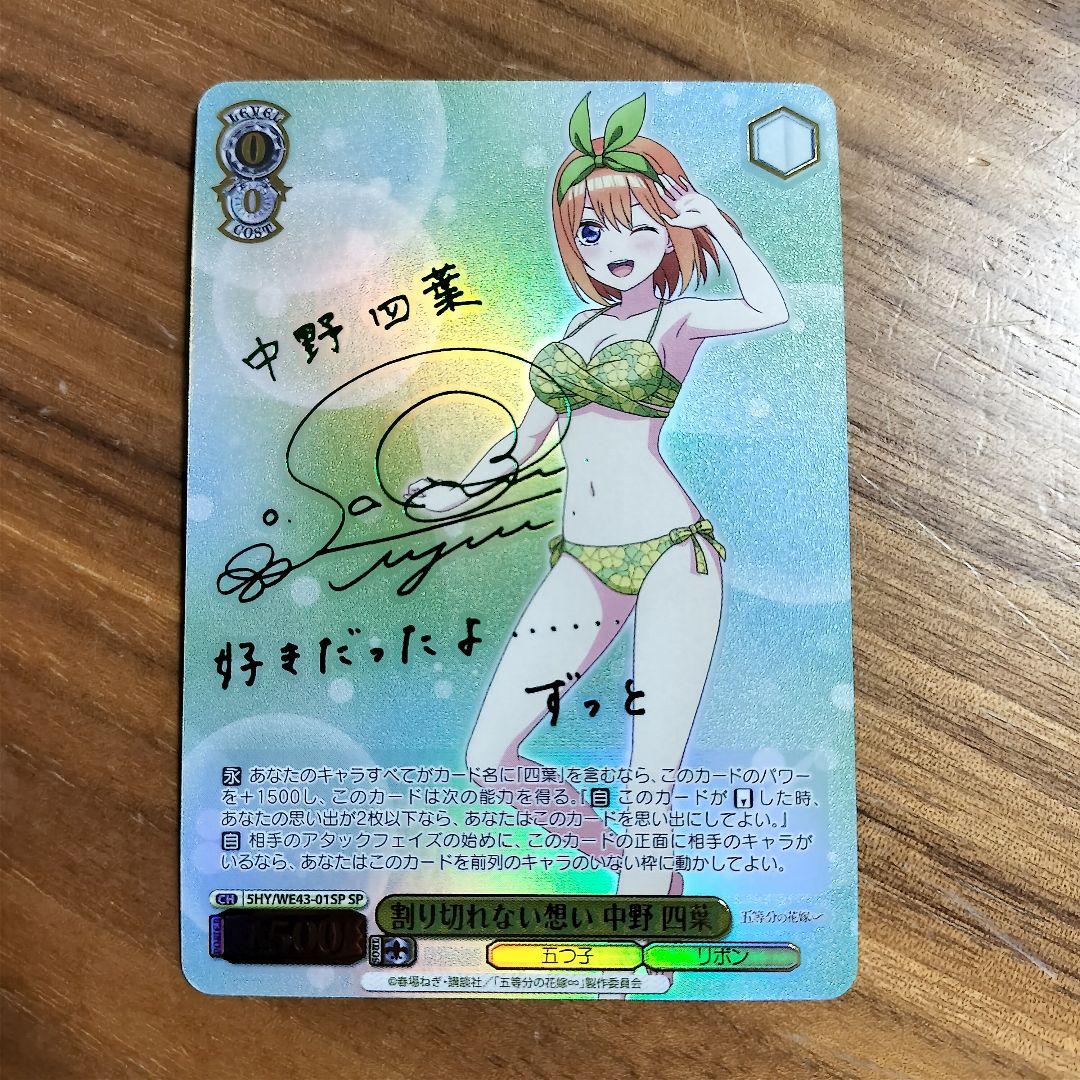 LEVEL
0
0
COST
中野 四葉
好きだったよ……
ずっと
永 あなたのキャラすべてがカード名に「四葉」を含むなら、このカードのパワー
を+1500し、このカードは次の能力を得る。『自 このカードが した時、
あなたの思い出が2枚以下なら、あなたはこのカードを思い出にしてよい。』
自 相手のアタックフェイズの始めに、このカードの正面に相手のキャラが
いるなら、あなたはこのカードを前列のキャラのいない枠に動かしてよい。
CH 5HY/WE43-01SP SP
割り切れない想い 中野 四葉
五等分の花嫁∽
500
五つ子
リボン
©春場ねぎ・講談社/「五等分の花嫁∽」製作委員会